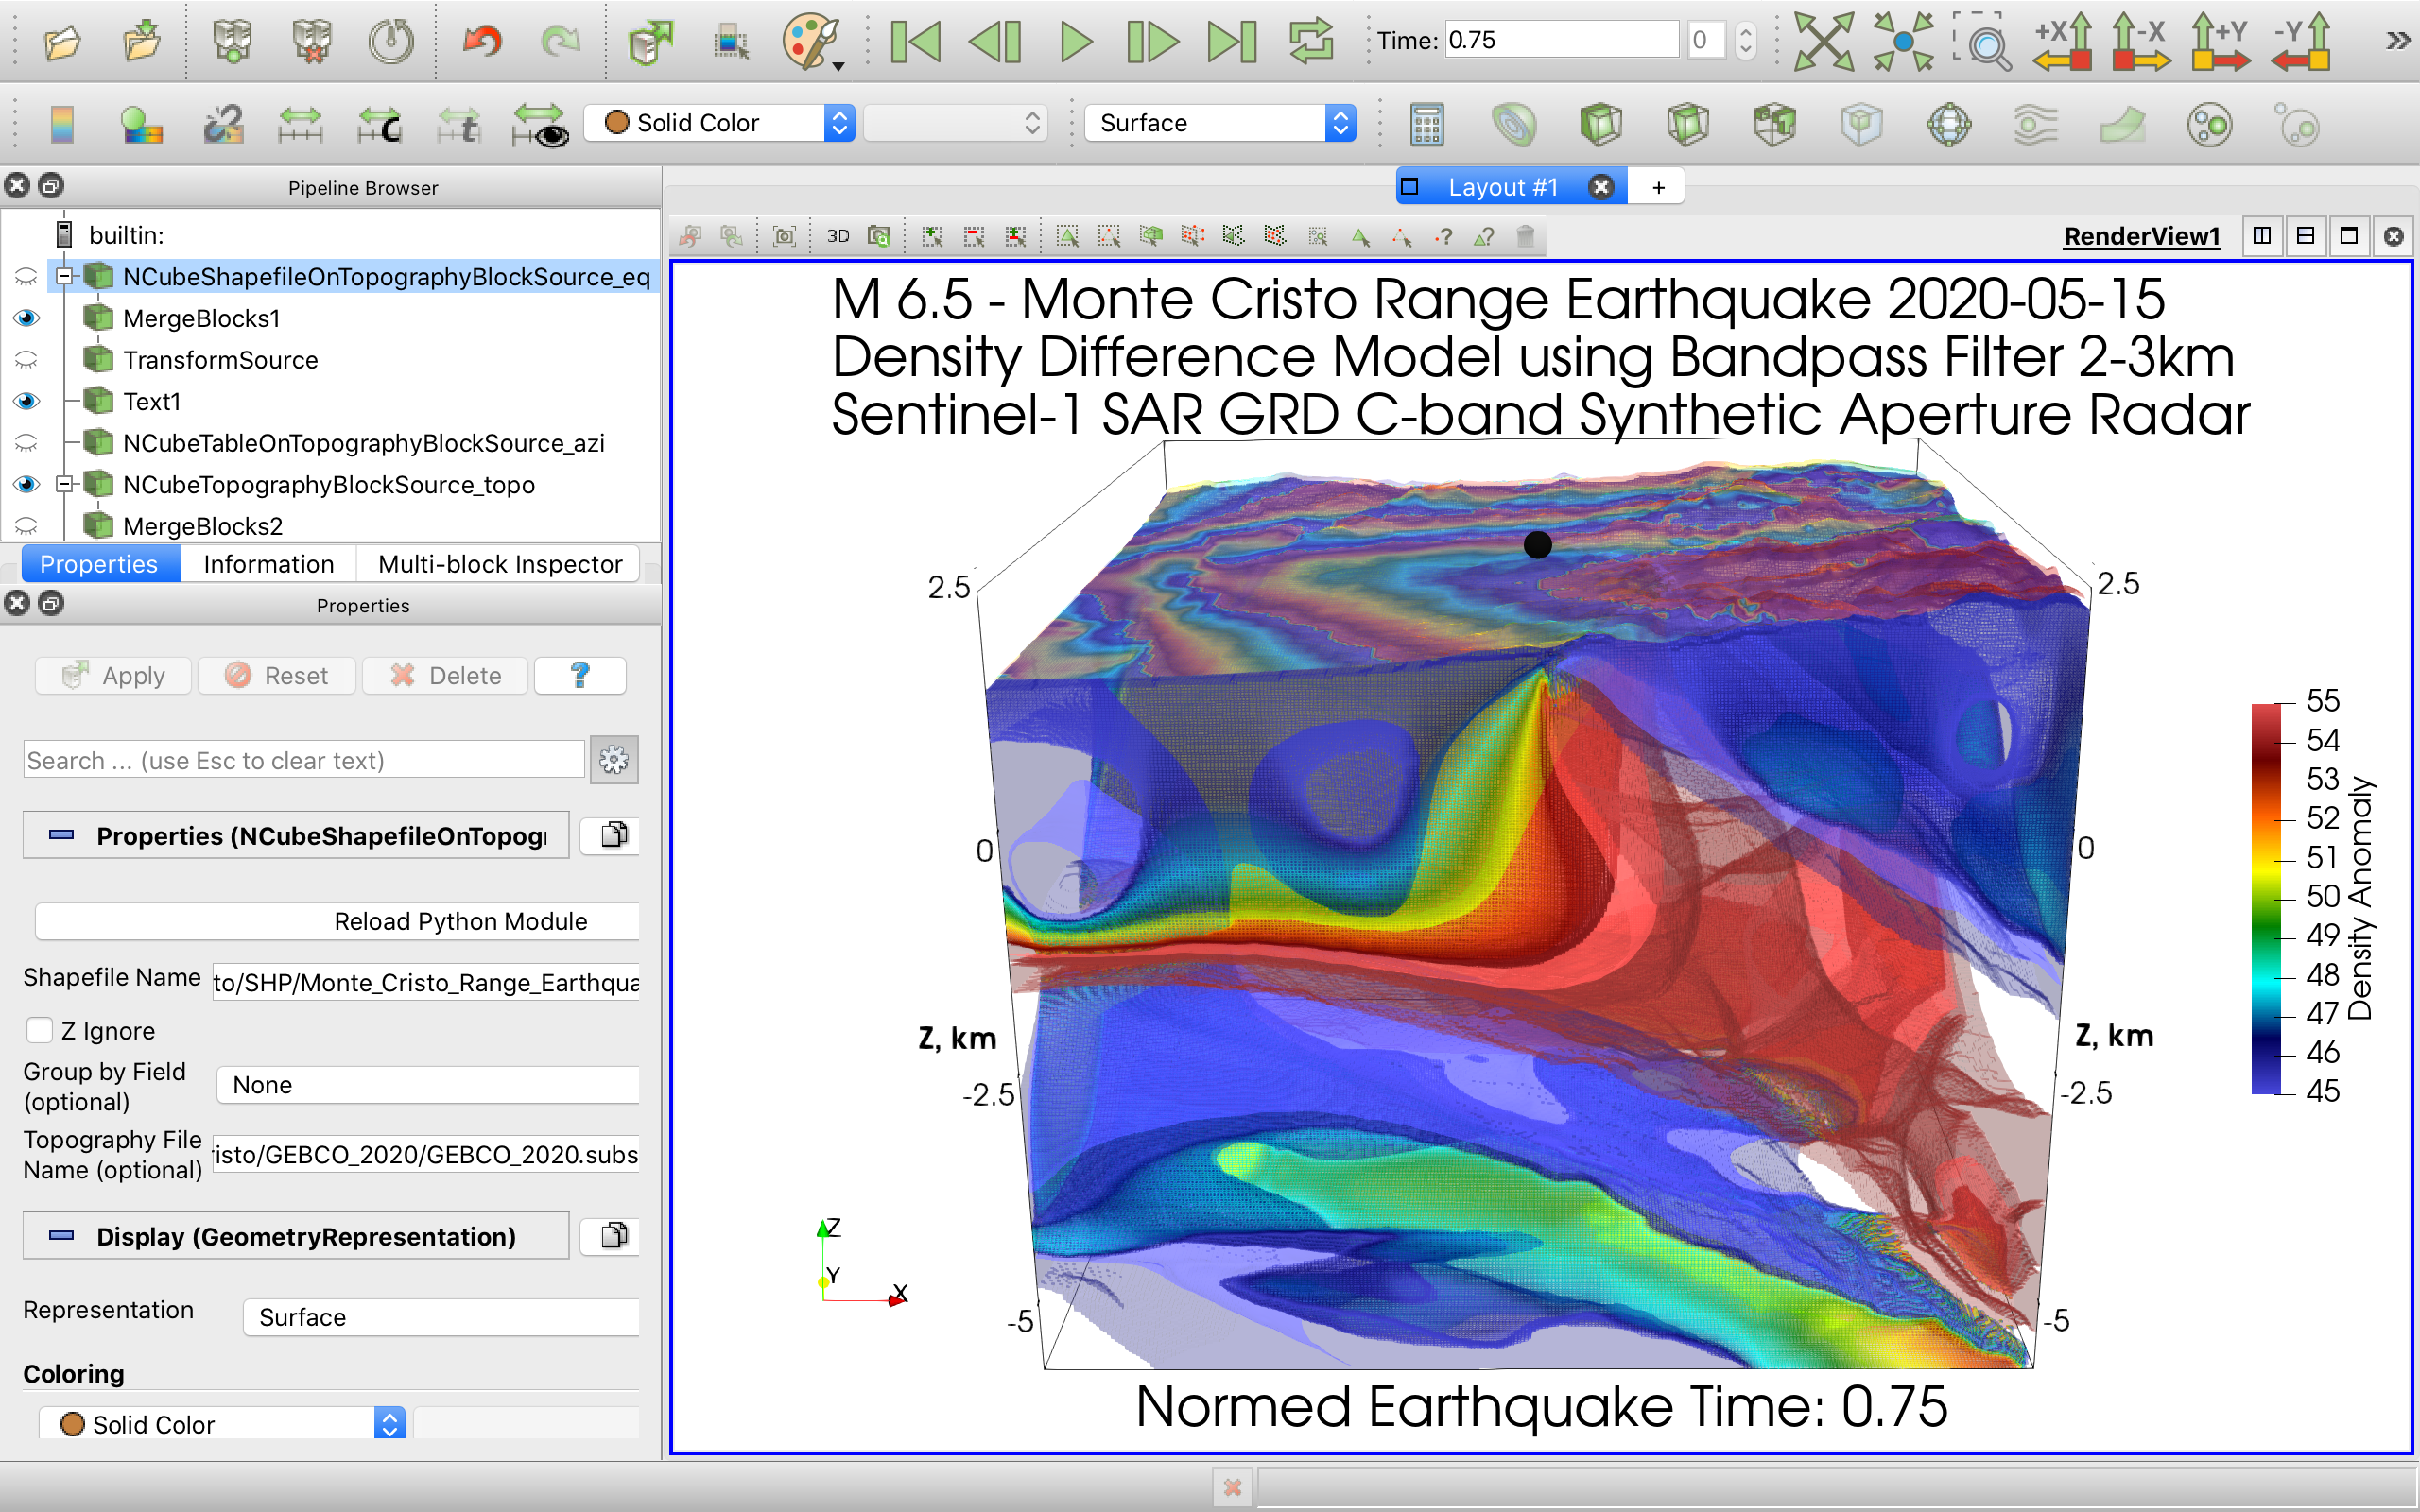 Time: 0.75 0
+X -X +Y -Y »
C t Solid Color Surface
Pipeline Browser
builtin:
NCubeShapefileOnTopographyBlockSource_eq
MergeBlocks1
TransformSource
Text1
NCubeTableOnTopographyBlockSource_azi
NCubeTopographyBlockSource_topo
MergeBlocks2
Properties Information Multi-block Inspector
Properties
Apply Reset Delete ?
Search ... (use Esc to clear text)
Properties (NCubeShapefileOnTopog
Reload Python Module
Shapefile Name to/SHP/Monte_Cristo_Range_Earthqua
Z Ignore
Group by Field
(optional)
None
Topography File
Name (optional)
isto/GEBCO_2020/GEBCO_2020.subs
Display (GeometryRepresentation)
Representation Surface
Coloring
Solid Color
Layout #1 +
3D ? ? RenderView1
M 6.5 - Monte Cristo Range Earthquake 2020-05-15
Density Difference Model using Bandpass Filter 2-3km
Sentinel-1 SAR GRD C-band Synthetic Aperture Radar
2.5
0
Z, km
-2.5
-5
2.5
0
Z, km
-2.5
-5
Z
Y
X
55
54
53
52
51
50
49
48
47
46
45
Density Anomaly
Normed Earthquake Time: 0.75